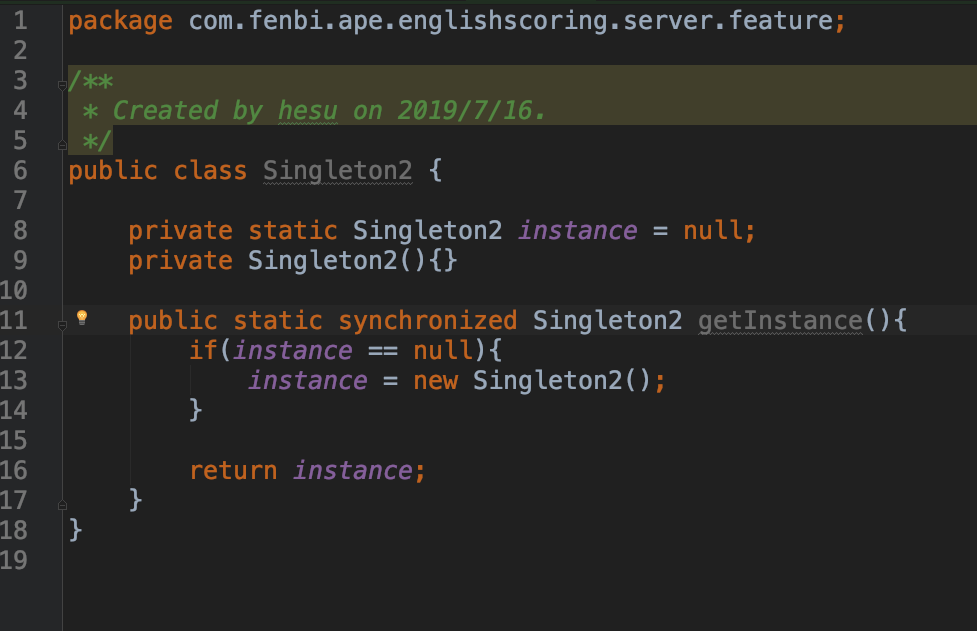 1 package com.fenbi.ape.englishscoring.server.feature;
2
3 /**
4  * Created by hesu on 2019/7/16.
5  */
6 public class Singleton2 {
7
8     private static Singleton2 instance = null;
9     private Singleton2(){}
10
11     public static synchronized Singleton2 getInstance(){
12         if(instance == null){
13             instance = new Singleton2();
14         }
15
16         return instance;
17     }
18 }
19